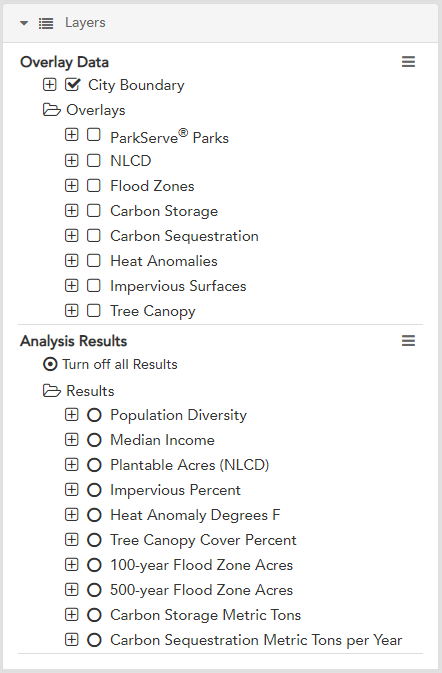 Layers
Overlay Data
City Boundary
Overlays
ParkServe® Parks
NLCD
Flood Zones
Carbon Storage
Carbon Sequestration
Heat Anomalies
Impervious Surfaces
Tree Canopy
Analysis Results
Turn off all Results
Results
Population Diversity
Median Income
Plantable Acres (NLCD)
Impervious Percent
Heat Anomaly Degrees F
Tree Canopy Cover Percent
100-year Flood Zone Acres
500-year Flood Zone Acres
Carbon Storage Metric Tons
Carbon Sequestration Metric Tons per Year